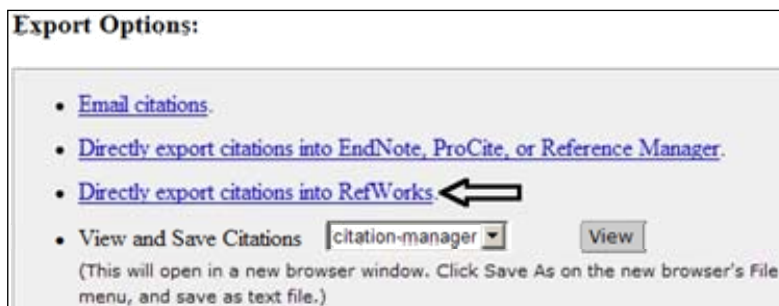 Export Options:
Email citations.
Directly export citations into EndNote, ProCite, or Reference Manager.
Directly export citations into RefWorks.
View and Save Citations citation-manager View
(This will open in a new browser window. Click Save As on the new browser's File
menu, and save as text file.)